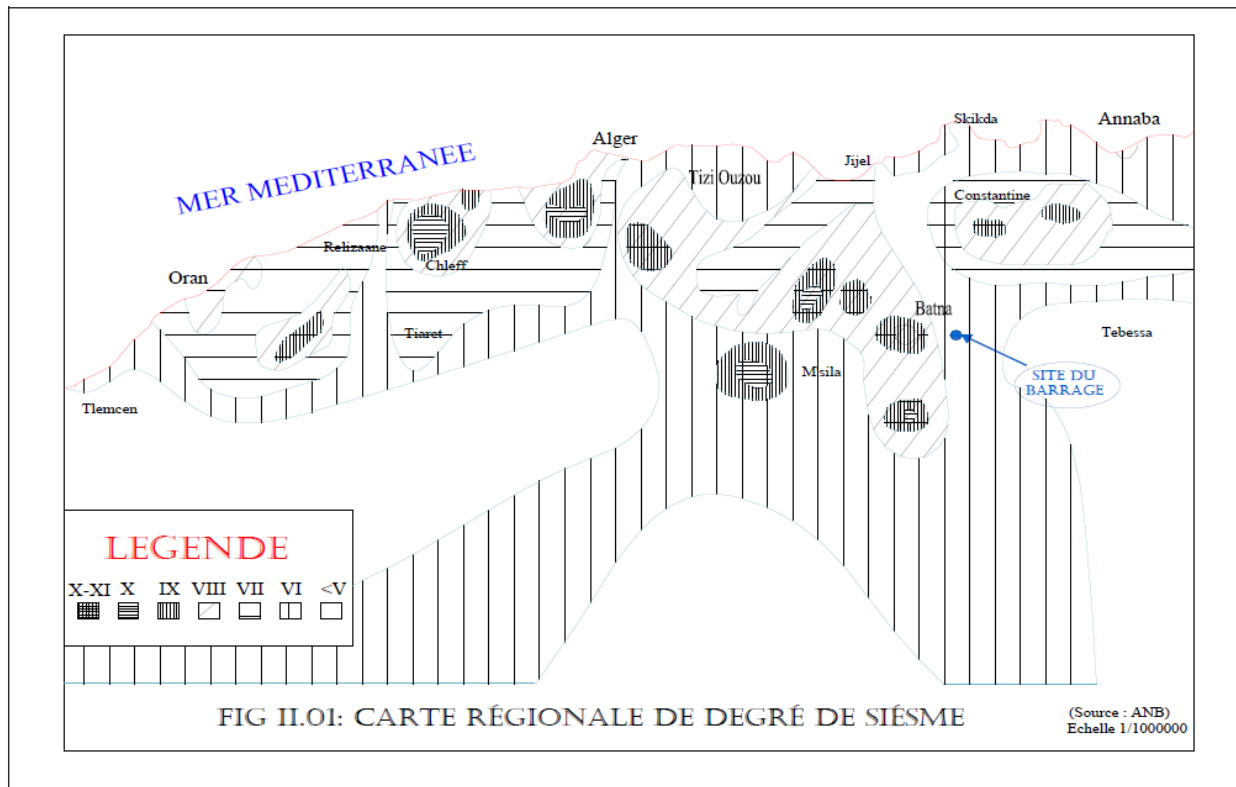 Skikda
Annaba
Alger
MER MEDITERRANEE
Jijel
Tizi Ouzou
Constantine
Relizaane
Chleff
Oran
Batna
Tiaret
Tebessa
M'sila
SITE DU
BARRAGE
Tlemcen
LEGENDE
X-XI X IX VIII VII VI <V
FIG II.01: CARTE RÉGIONALE DE DEGRÉ DE SIÉSME
(Source : ANB)
Echelle 1/1000000